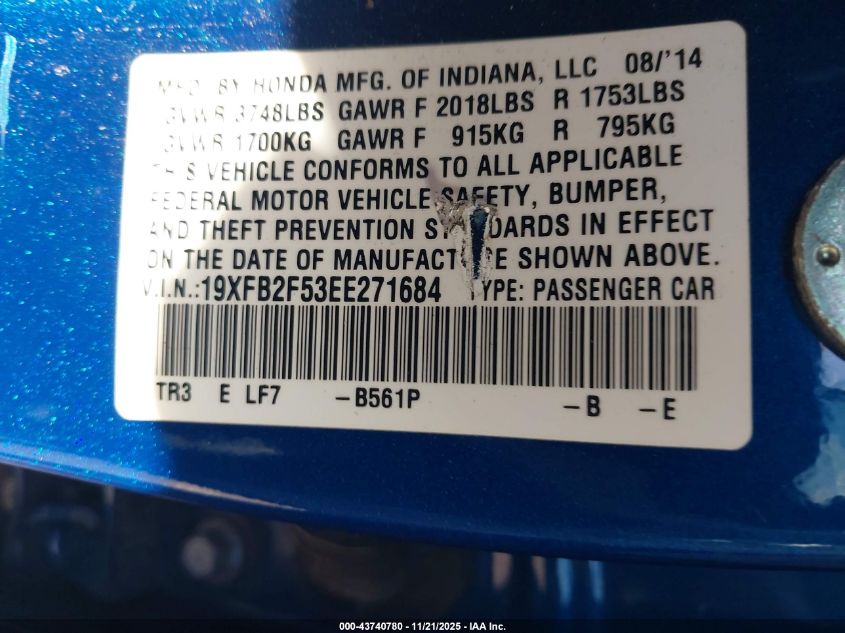 MFD. BY HONDA MFG. OF INDIANA, LLC 08/'14
GVWR 3748LBS GAWR F 2018LBS R 1753LBS
GVWR 1700KG GAWR F 915KG R 795KG
THIS VEHICLE CONFORMS TO ALL APPLICABLE
FEDERAL MOTOR VEHICLE SAFETY, BUMPER,
AND THEFT PREVENTION STANDARDS IN EFFECT
ON THE DATE OF MANUFACTURE SHOWN ABOVE.
V.I.N.:19XFB2F53EE271684 TYPE: PASSENGER CAR
TR3 E LF7 -B561P -B -E
000-43740780 - 11/21/2025 - IAA Inc.